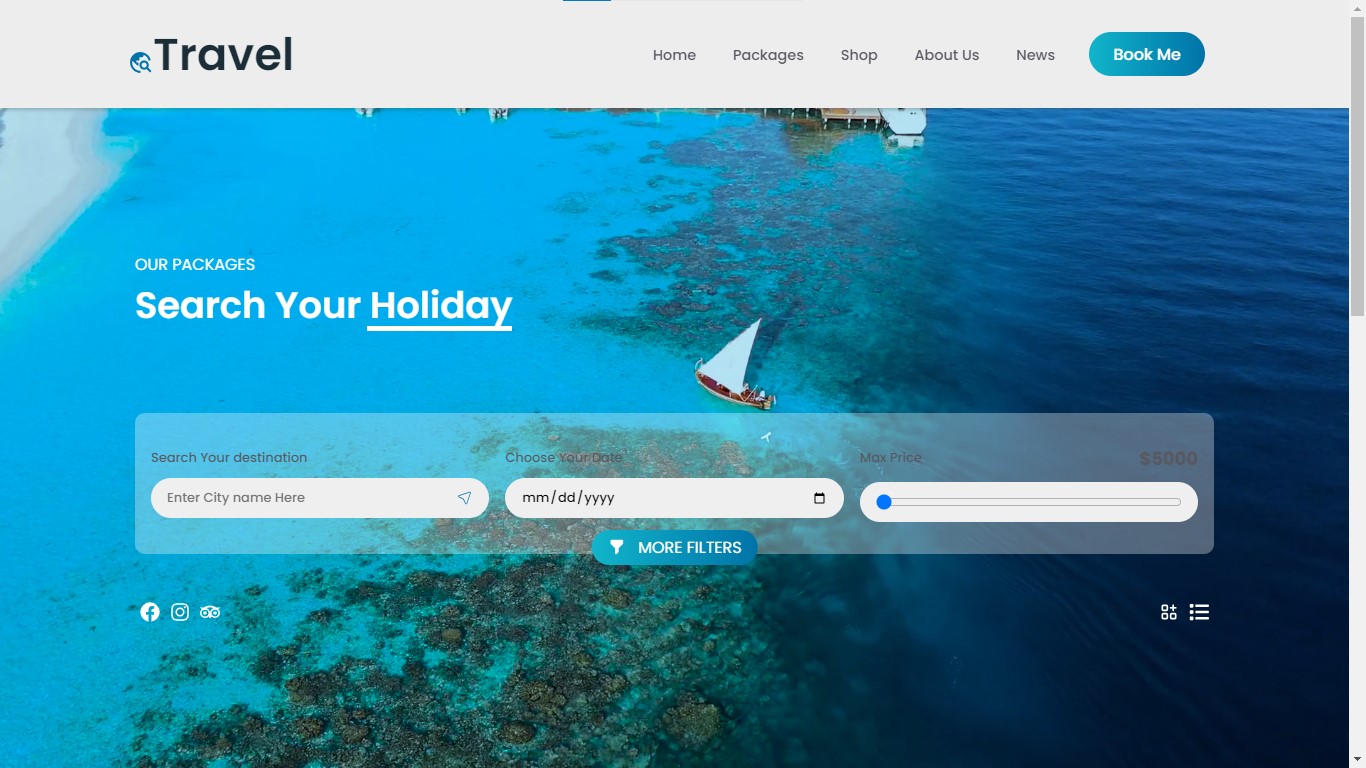 Travel
Home
Packages
Shop
About Us
News
Book Me
OUR PACKAGES
Search Your Holiday
Search Your destination
Choose Your Date
Max Price
$5000
Enter City name Here
mm/dd/yyyy
MORE FILTERS